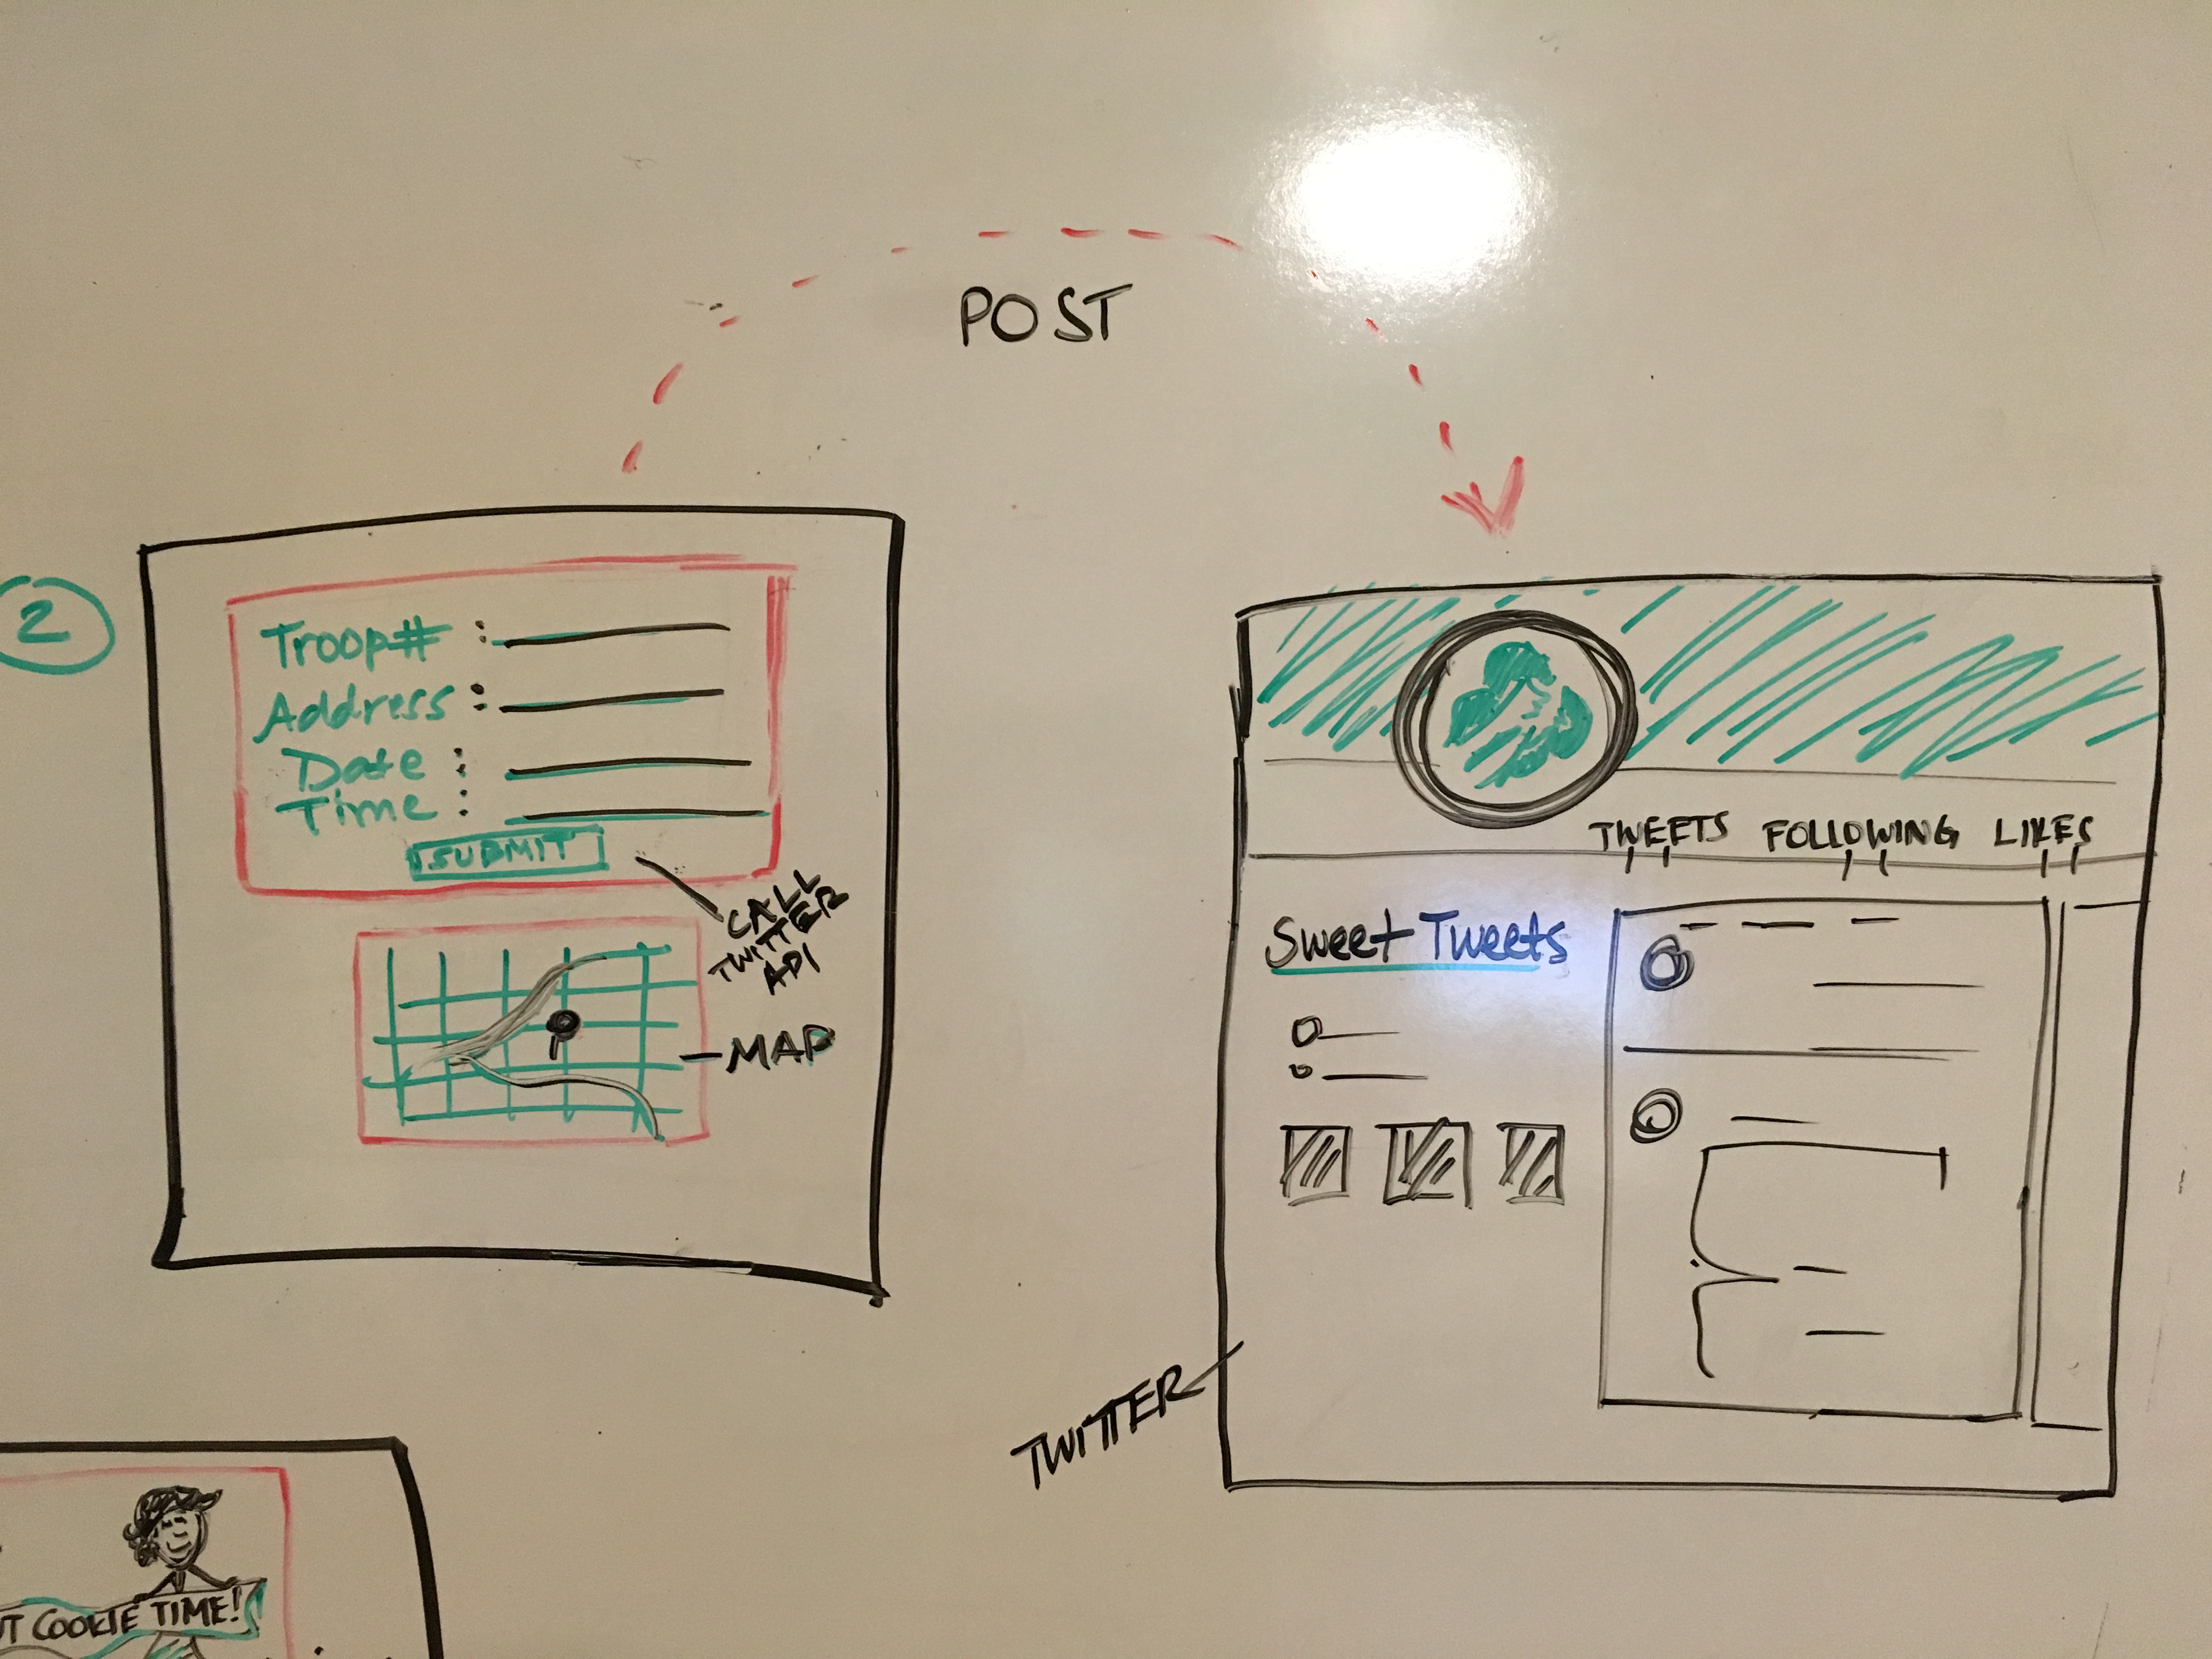 POST
2
Troop# :
Address :
Date :
Time :
SUBMIT
CALL
TWITTER
API
MAP
TWEETS FOLLOWING LIKES
Sweet Tweets
TWITTER
COOKIE TIME!